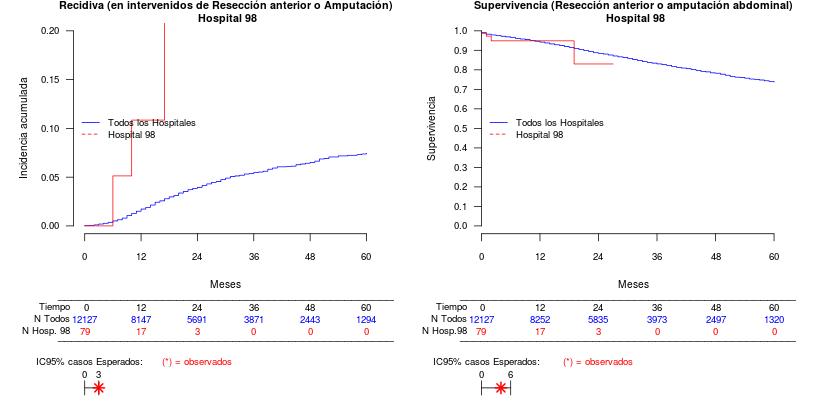 Recidiva (en intervenidos de Resección anterior o Amputación)
Hospital 98
Incidencia acumulada
0.20
0.15
0.10
0.05
0.00
Todos los Hospitales
Hospital 98
0 12 24 36 48 60
Meses
Tiempo 0 12 24 36 48 60
N Todos 12127 8147 5691 3871 2443 1294
N Hosp. 98 79 17 3 0 0 0
IC95% casos Esperados: (*) = observados
0 3
Supervivencia (Resección anterior o amputación abdominal)
Hospital 98
Supervivencia
1.0
0.9
0.8
0.7
0.6
0.5
0.4
0.3
0.2
0.1
0.0
Todos los Hospitales
Hospital 98
0 12 24 36 48 60
Meses
Tiempo 0 12 24 36 48 60
N Todos 12127 8252 5835 3973 2497 1320
N Hosp.98 79 17 3 0 0 0
IC95% casos Esperados: (*) = observados
0 6